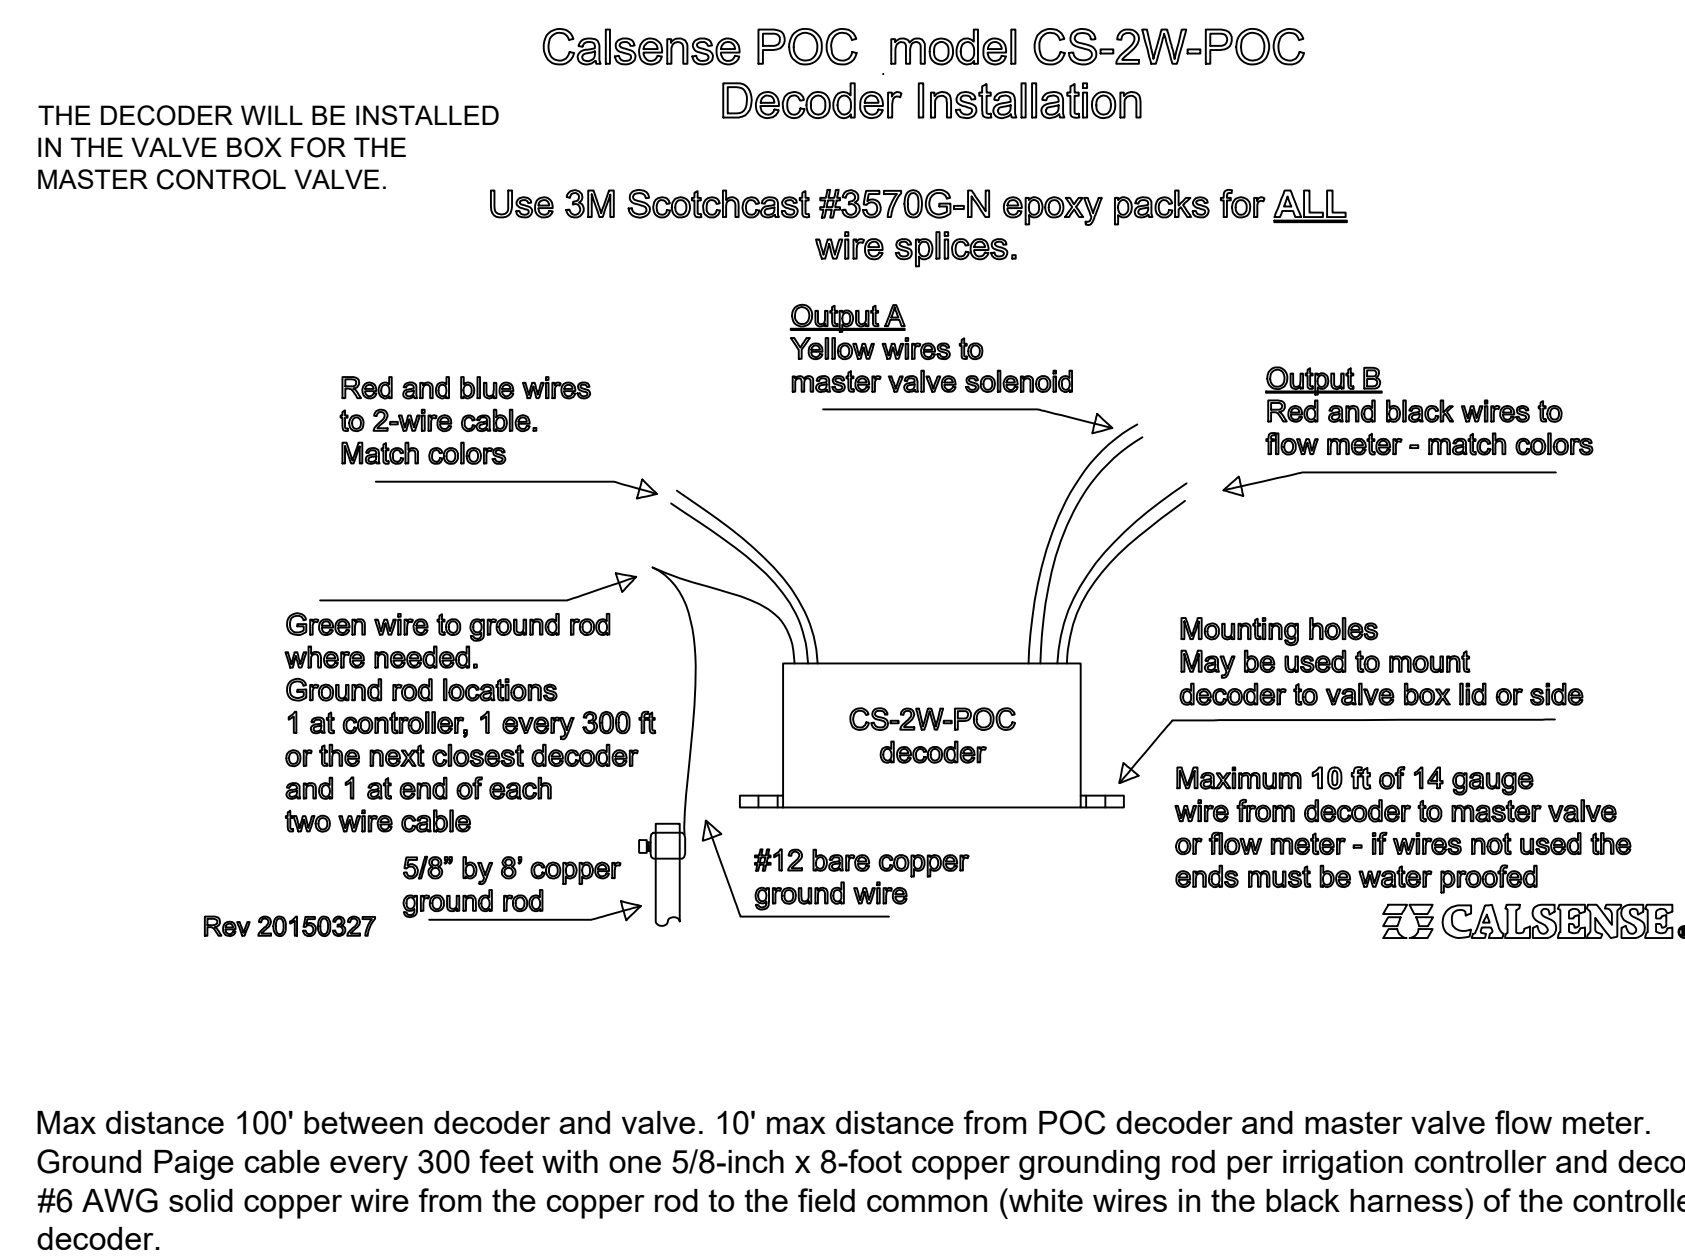 Calsense POC model CS-2W-POC
Decoder Installation
THE DECODER WILL BE INSTALLED
IN THE VALVE BOX FOR THE
MASTER CONTROL VALVE.
Use 3M Scotchcast #3570G-N epoxy packs for ALL
wire splices.
Output A
Yellow wires to
master valve solenoid
Output B
Red and black wires to
flow meter - match colors
Red and blue wires
to 2-wire cable.
Match colors
Green wire to ground rod
where needed.
Ground rod locations
1 at controller, 1 every 300 ft
or the next closest decoder
and 1 at end of each
two wire cable
Mounting holes
May be used to mount
decoder to valve box lid or side
CS-2W-POC
decoder
Maximum 10 ft of 14 gauge
wire from decoder to master valve
or flow meter - if wires not used the
ends must be water proofed
5/8” by 8’ copper
ground rod
#12 bare copper
ground wire
Rev 20150327
CALSENSE
Max distance 100' between decoder and valve. 10' max distance from POC decoder and master valve flow meter.
Ground Paige cable every 300 feet with one 5/8-inch x 8-foot copper grounding rod per irrigation controller and deco
#6 AWG solid copper wire from the copper rod to the field common (white wires in the black harness) of the controlle
decoder.